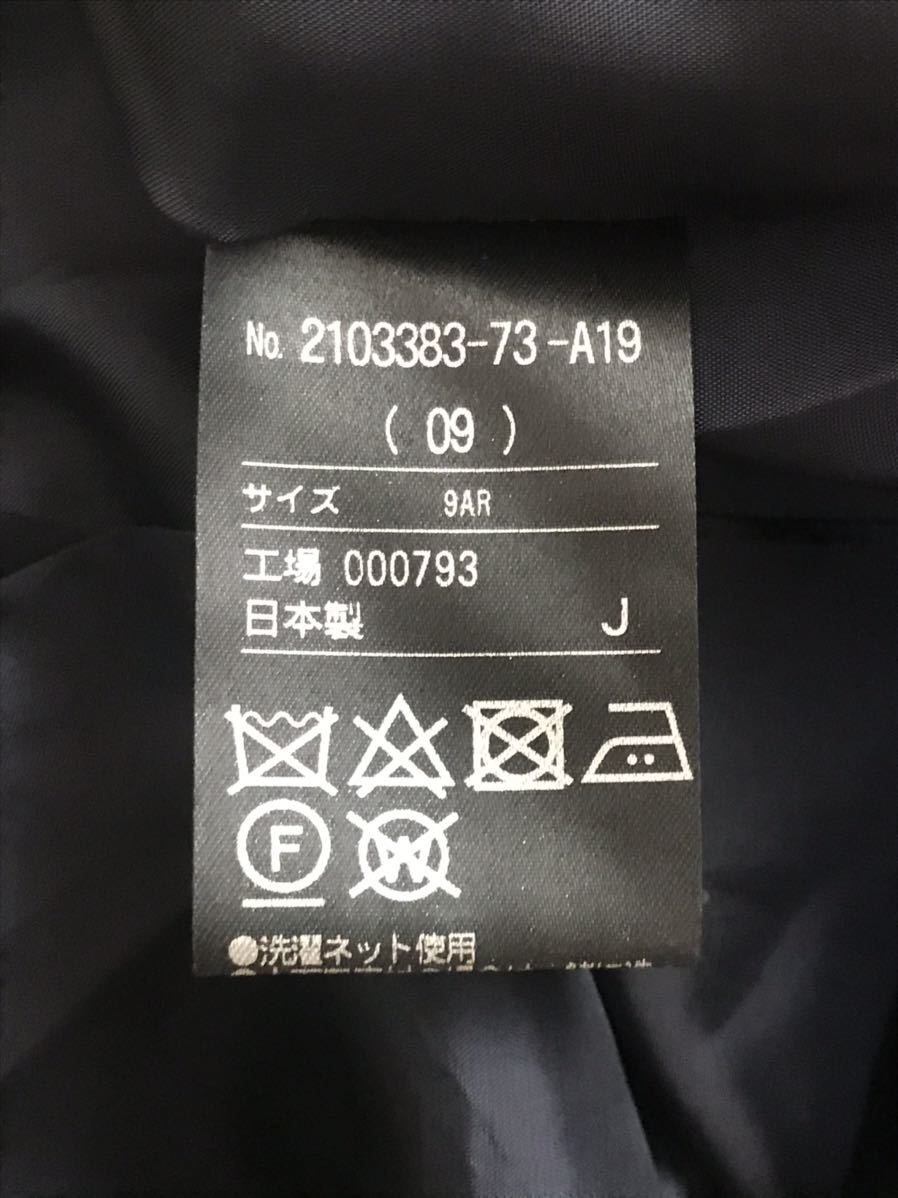 No. 2103383-73-A19
( 09 )
サイズ 9AR
工場 000793
日本製 J
F W
●洗濯ネット使用